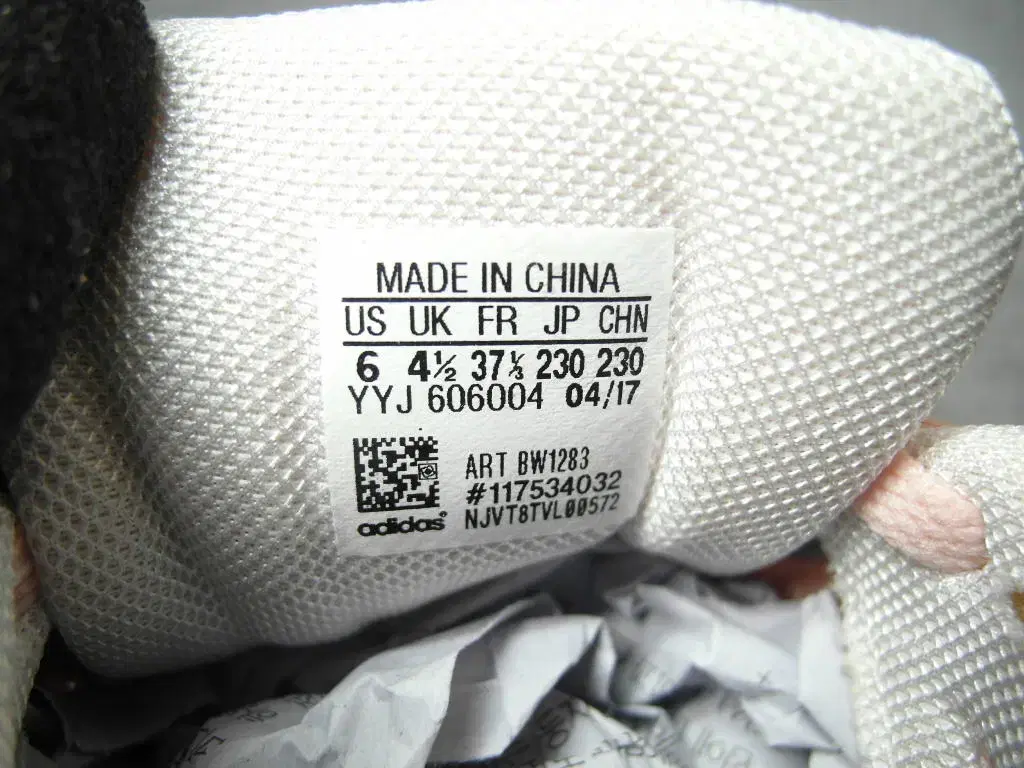 MADE IN CHINA
US UK FR JP CHN
6 4½ 37⅓ 230 230
YYJ 606004 04/17
ART BW1283
#117534032
NJVT8TVL00572
adidas